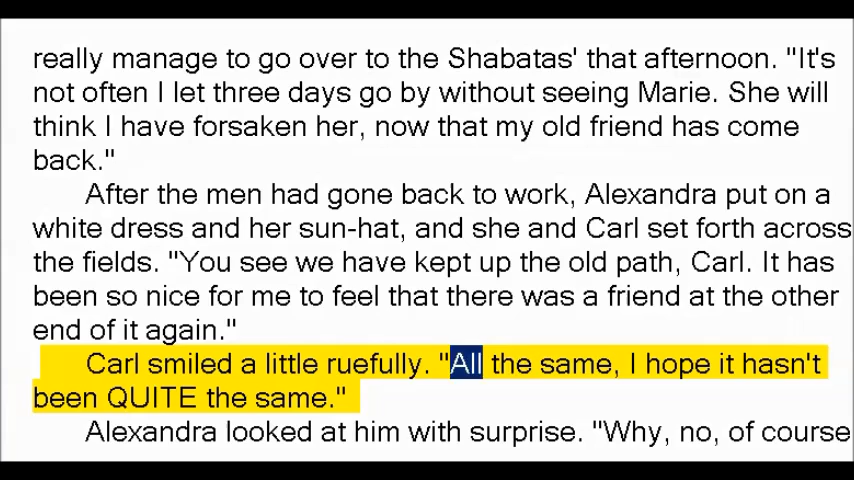 really manage to go over to the Shabatas' that afternoon. "It's
not often I let three days go by without seeing Marie. She will
think I have forsaken her, now that my old friend has come
back."
After the men had gone back to work, Alexandra put on a
white dress and her sun-hat, and she and Carl set forth across
the fields. "You see we have kept up the old path, Carl. It has
been so nice for me to feel that there was a friend at the other
end of it again."
Carl smiled a little ruefully. "All the same, I hope it hasn't
been QUITE the same."
Alexandra looked at him with surprise. "Why, no, of course